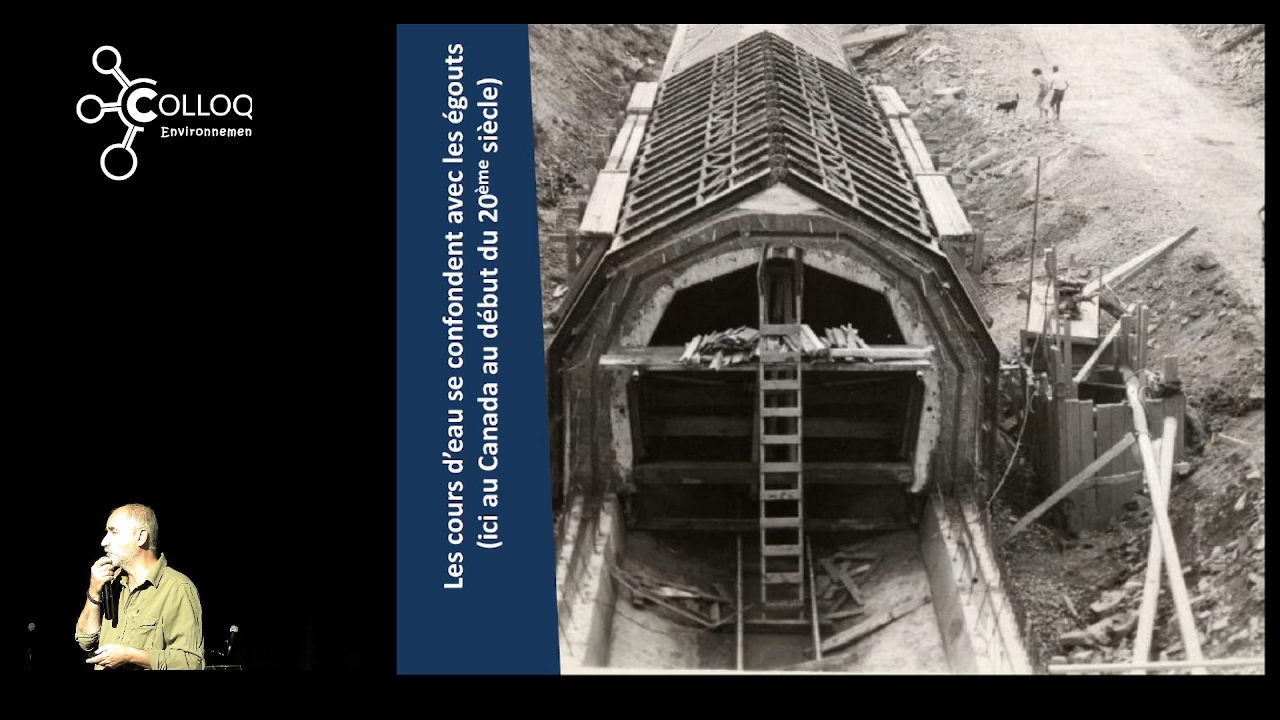 COLLOQ
Environnemen
Les cours d'eau se confondent avec les égouts
(ici au Canada au début du 20ème siècle)